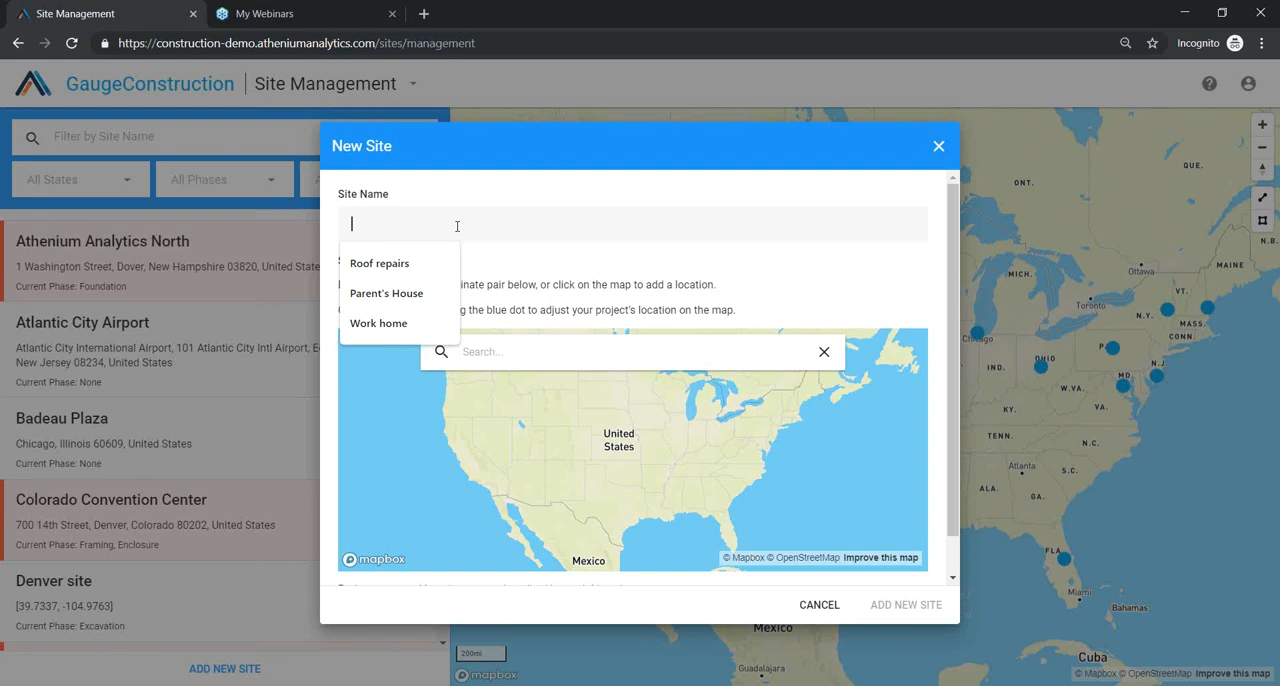 Site Management
My Webinars
https://construction-demo.atheniumanalytics.com/sites/management
Incognito
GaugeConstruction
Site Management
Filter by Site Name
All States
All Phases
Athenium Analytics North
1 Washington Street, Dover, New Hampshire 03820, United State
Current Phase: Foundation
Atlantic City Airport
Atlantic City International Airport, 101 Atlantic City Intl Airport, E
New Jersey 08234, United States
Current Phase: None
Badeau Plaza
Chicago, Illinois 60609, United States
Current Phase: None
Colorado Convention Center
700 14th Street, Denver, Colorado 80202, United States
Current Phase: Framing, Enclosure
Denver site
[39.7337, -104.9763]
Current Phase: Excavation
ADD NEW SITE
New Site
Site Name
Roof repairs
Parent's House
Work home
inate pair below, or click on the map to add a location.
g the blue dot to adjust your project's location on the map.
Search...
United
States
Mexico
mapbox
© Mapbox © OpenStreetMap Improve this map
CANCEL
ADD NEW SITE
ONT.
QUE.
N.B.
MAINE
Ottawa
MICH.
Toronto
VT.
N.Y.
MASS.
CONN.
Chicago
P
OHIO
N.J.
IND.
MD.
W.VA.
KY.
VA.
TENN.
N.C.
Atlanta
S.C.
ALA.
GA.
FLA
Miami
Bahamas
Mexico
Cuba
200mi
Guadalajara
mapbox
© Mapbox © OpenStreetMap Improve this map